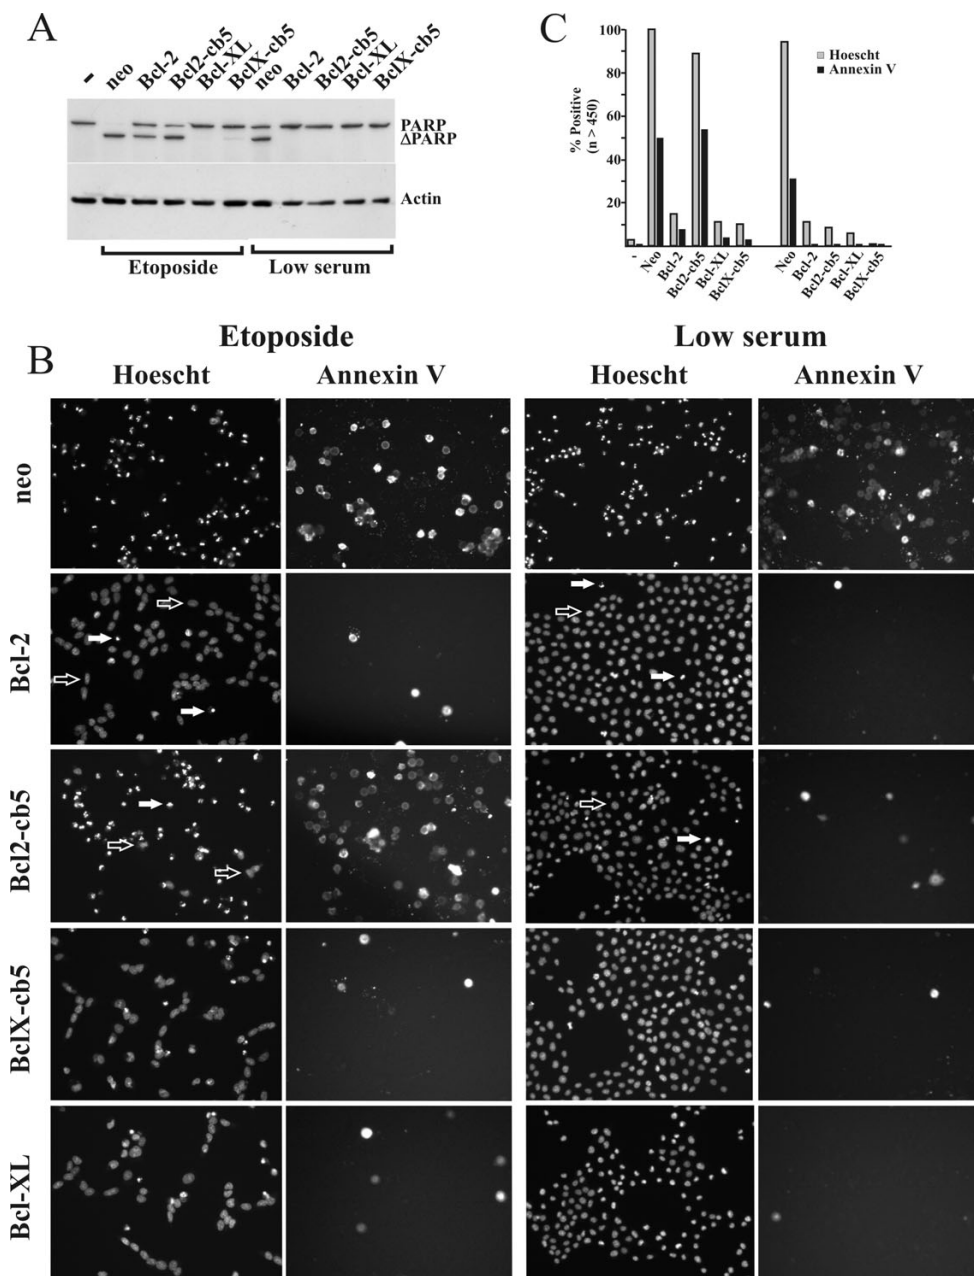 A
-
neo
Bcl-2
Bcl2-cb5
Bcl-XL
BclX-cb5
neo
Bcl-2
Bcl2-cb5
Bcl-XL
BclX-cb5
PARP
ΔPARP
Actin
Etoposide
Low serum
C
% Positive
(n > 450)
100
80
60
40
20
Hoescht
Annexin V
-
Neo
Bcl-2
Bcl2-cb5
Bcl-XL
BclX-cb5
Neo
Bcl-2
Bcl2-cb5
Bcl-XL
BclX-cb5
B
Etoposide
Low serum
Hoescht
Annexin V
Hoescht
Annexin V
neo
Bcl-2
Bcl2-cb5
BclX-cb5
Bcl-XL